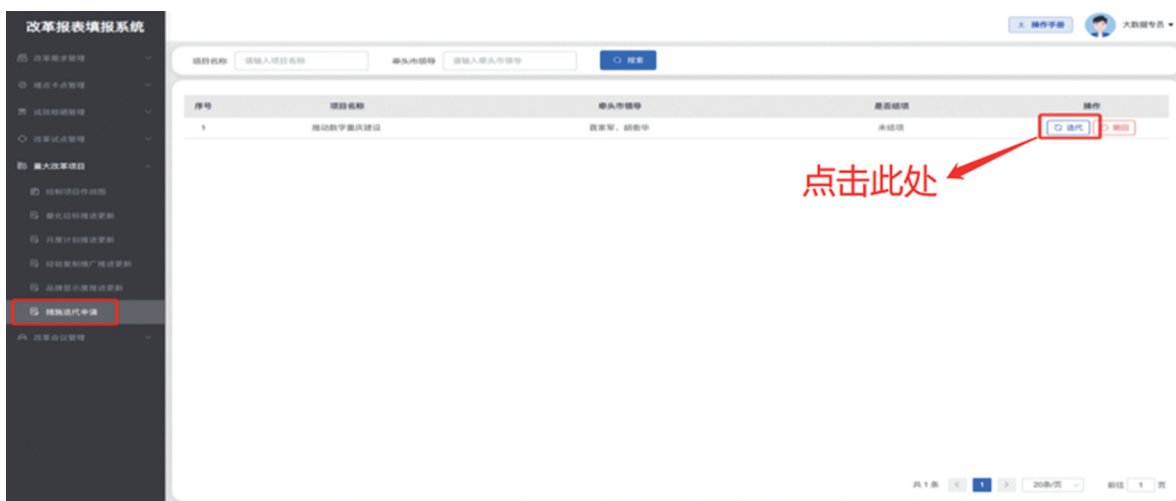 改革报表填报系统
操作手册
大数据专员
改革需求管理
堵点卡点管理
成效晾晒管理
改革试点管理
重大改革项目
绘制项目作战图
量化目标推进更新
月度计划推进更新
经验复制推广推进更新
品牌显示度推进更新
措施迭代申请
改革会议管理
项目名称 请输入项目名称 牵头市领导 请输入牵头市领导 搜索
序号 项目名称 牵头市领导 是否结项 操作
1 推动数字重庆建设 袁家军，胡衡华 未结项 迭代 撤回
点击此处
共 1 条 1 20条/页 前往 1 页